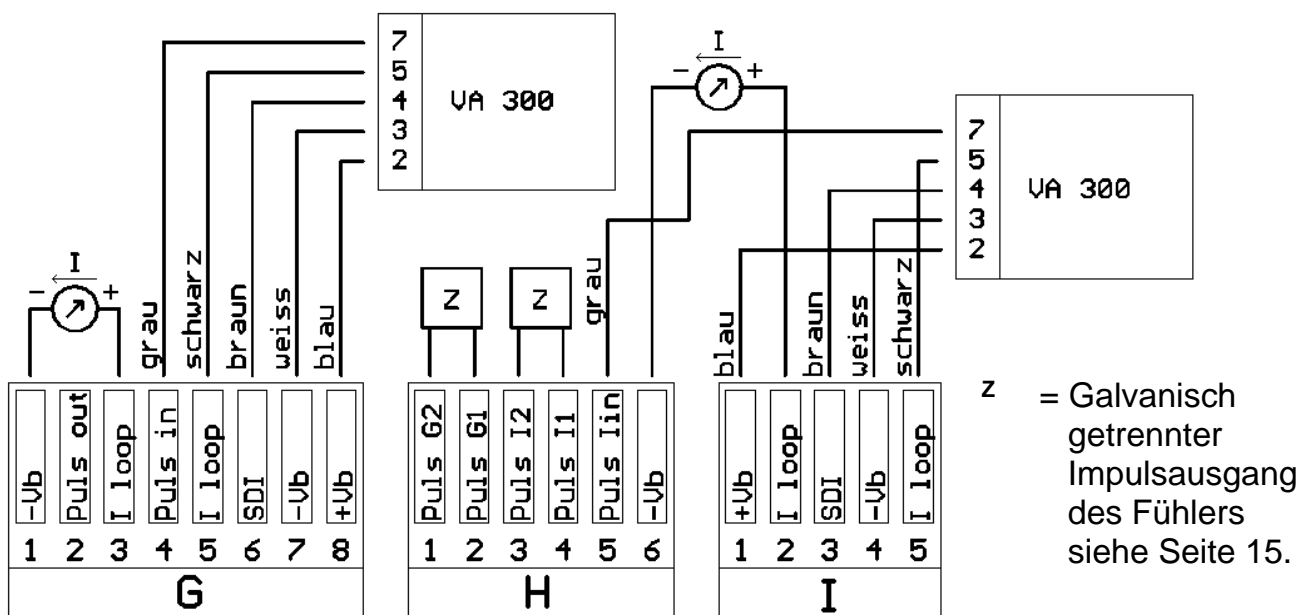 7
5
4
3
2
VA 300
I
- +
7
5
4
3
2
VA 300
I
- +
grau
schwarz
braun
weiss
blau
Z
Z
grau
blau
braun
weiss
schwarz
-Vb
Puls out
I loop
Puls in
I loop
SDI
-Vb
+Vb
1 2 3 4 5 6 7 8
G
Puls G2
Puls G1
Puls I2
Puls I1
Puls Iin
-Vb
1 2 3 4 5 6
H
+Vb
I loop
SDI
-Vb
I loop
1 2 3 4 5
I
Z = Galvanisch
getrennter
Impulsausgang
des Fühlers
siehe Seite 15.